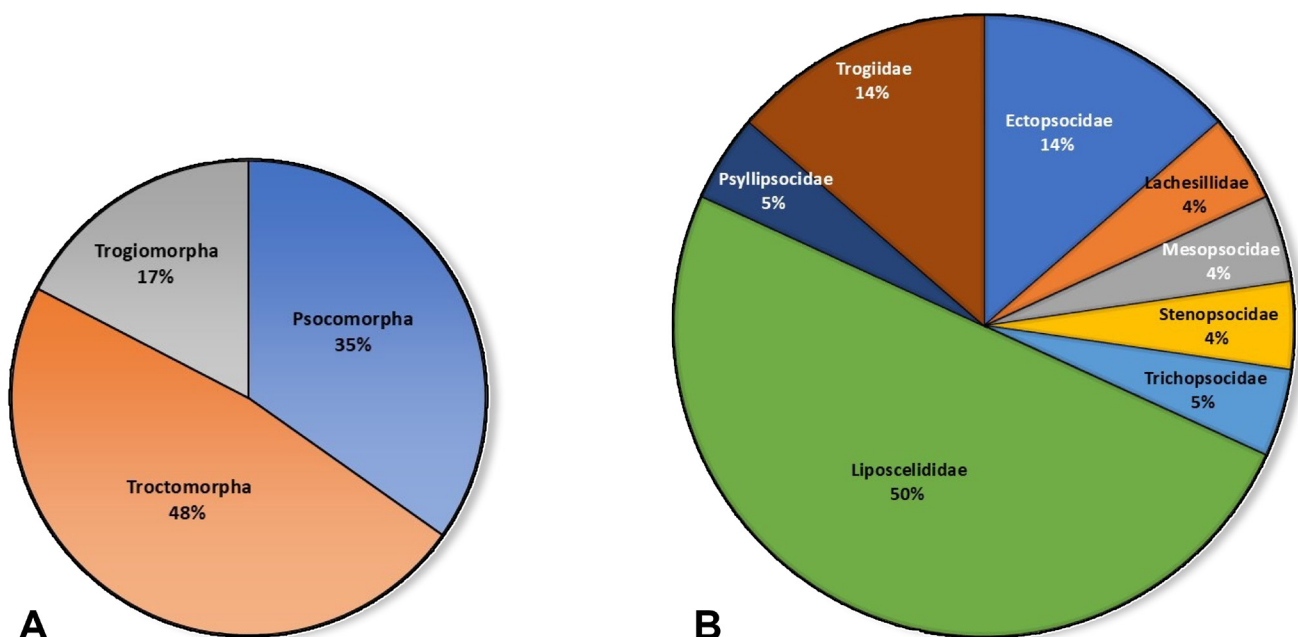 Trogiomorpha
17%
Psocomorpha
35%
Troctomorpha
48%
A
Trogiidae
14%
Ectopsocidae
14%
Psyllipsocidae
5%
Lachesillidae
4%
Mesopsocidae
4%
Stenopsocidae
4%
Trichopsocidae
5%
Liposcelididae
50%
B